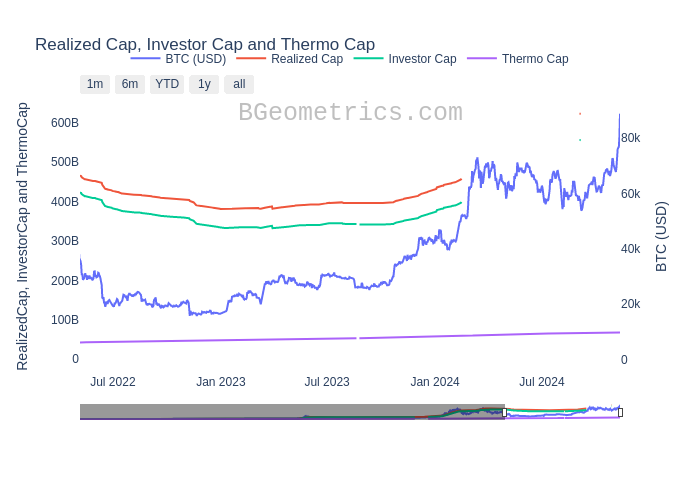 Realized Cap, Investor Cap and Thermo Cap
BTC (USD) Realized Cap Investor Cap Thermo Cap
1m 6m YTD 1y all
BGeometrics.com
600B
500B
400B
300B
200B
100B
0
RealizedCap, InvestorCap and ThermoCap
80k
60k
40k
20k
0
BTC (USD)
Jul 2022 Jan 2023 Jul 2023 Jan 2024 Jul 2024